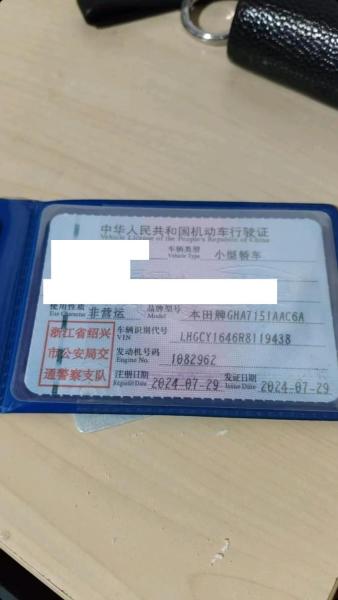 中华人民共和国机动车行驶证
Vehicle License of the People's Republic of China
车辆类型
Vehicle Type
小型轿车
使用性质
Use Character
非营运
品牌型号
Model
本田牌GHA7151AAC6A
浙江省绍兴
市公安局交
通警察支队
车辆识别代号
VIN
LHGCY1646R8119438
发动机号码
Engine No.
1082962
注册日期
Register Date
2024-07-29
发证日期
Issue Date
2024-07-29